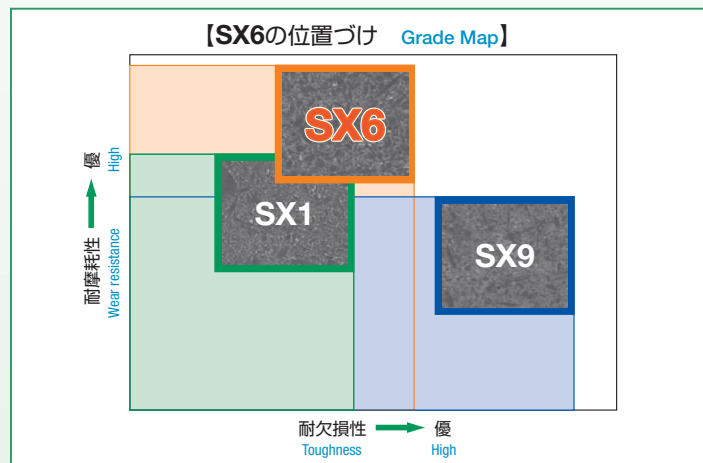 【SX6の位置づけ Grade Map】
SX6
SX1
SX9
耐摩耗性 → 優
Wear resistance High
耐欠損性 → 優
Toughness High